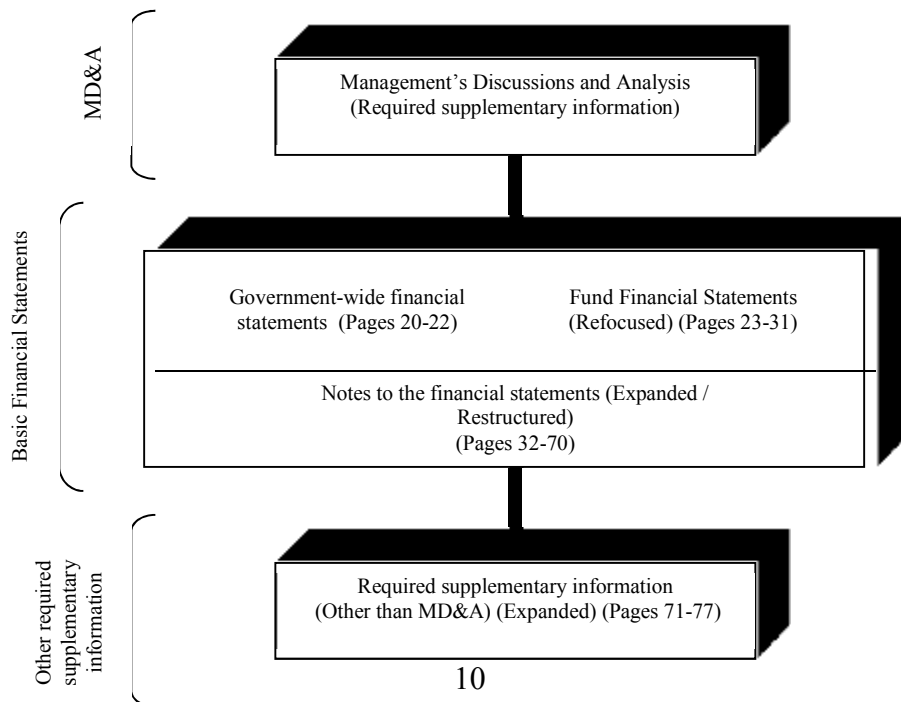 MD&A
Management’s Discussions and Analysis
(Required supplementary information)
Basic Financial Statements
Government-wide financial
statements (Pages 20-22)
Fund Financial Statements
(Refocused) (Pages 23-31)
Notes to the financial statements (Expanded /
Restructured)
(Pages 32-70)
Other required
supplementary
information
Required supplementary information
(Other than MD&A) (Expanded) (Pages 71-77)
10